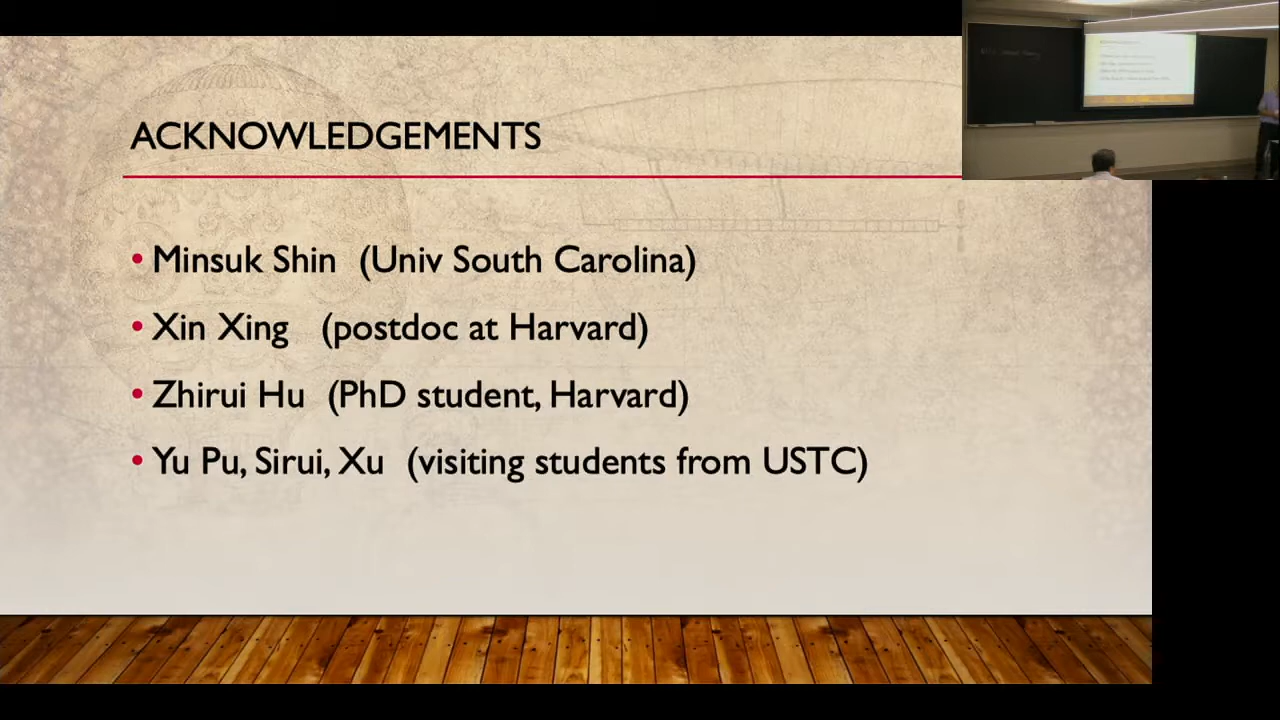 ACKNOWLEDGEMENTS
• Minsuk Shin (Univ South Carolina)
• Xin Xing (postdoc at Harvard)
• Zhirui Hu (PhD student, Harvard)
• Yu Pu, Sirui, Xu (visiting students from USTC)